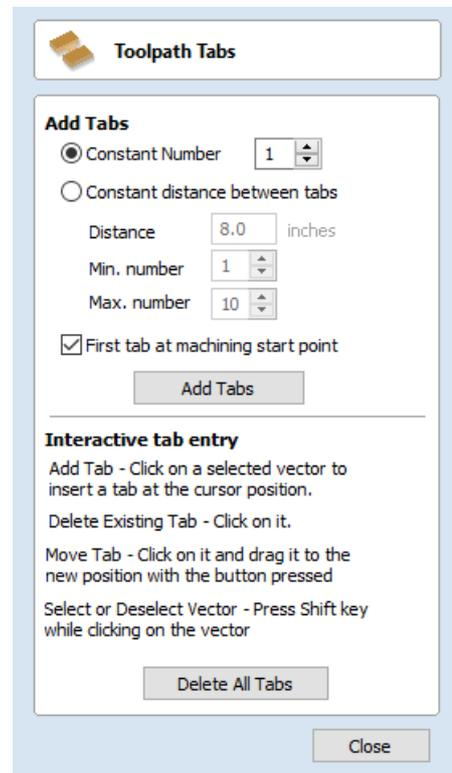 Toolpath Tabs
Add Tabs
Constant Number 1
Constant distance between tabs
Distance 8.0 inches
Min. number 1
Max. number 10
First tab at machining start point
Add Tabs
Interactive tab entry
Add Tab - Click on a selected vector to
insert a tab at the cursor position.
Delete Existing Tab - Click on it.
Move Tab - Click on it and drag it to the
new position with the button pressed
Select or Deselect Vector - Press Shift key
while clicking on the vector
Delete All Tabs
Close